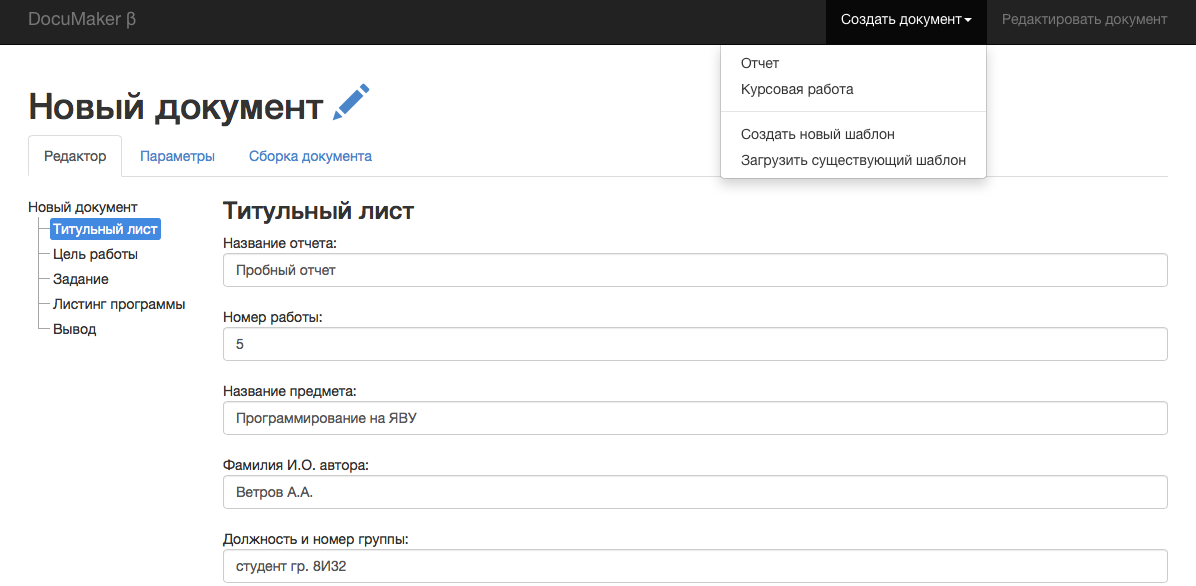 DocuMaker β
Создать документ
Редактировать документ
Отчет
Курсовая работа
Создать новый шаблон
Загрузить существующий шаблон
Новый документ
Редактор
Параметры
Сборка документа
Новый документ
Титульный лист
Цель работы
Задание
Листинг программы
Вывод
Титульный лист
Название отчета:
Пробный отчет
Номер работы:
5
Название предмета:
Программирование на ЯВУ
Фамилия И.О. автора:
Ветров А.А.
Должность и номер группы:
студент гр. 8И32